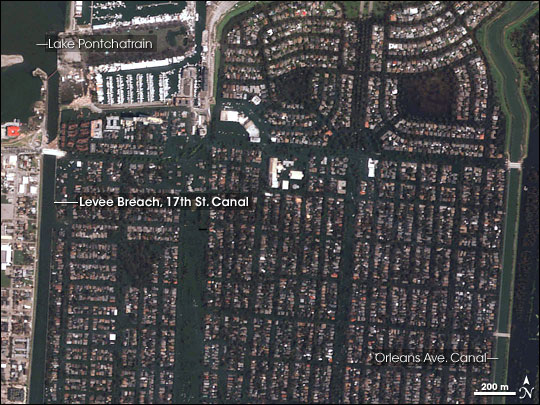 Lake Pontchatrain
Levee Breach, 17th St. Canal
Orleans Ave. Canal
200 m
N